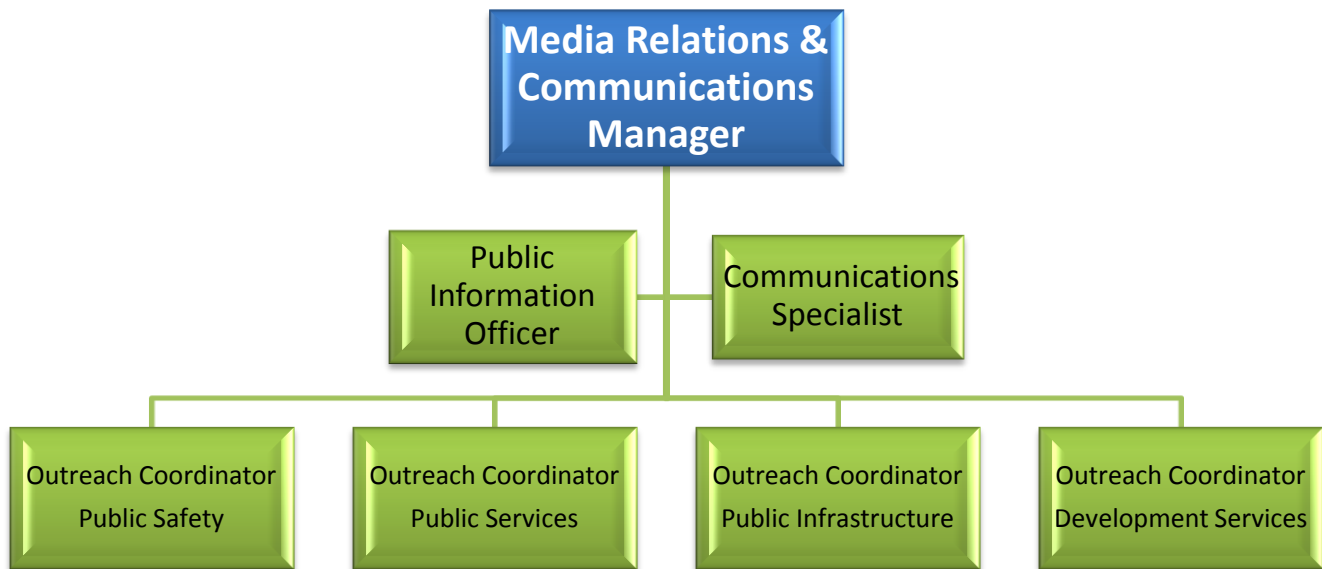 Media Relations &
Communications
Manager
Public
Information
Officer
Communications
Specialist
Outreach Coordinator
Public Safety
Outreach Coordinator
Public Services
Outreach Coordinator
Public Infrastructure
Outreach Coordinator
Development Services